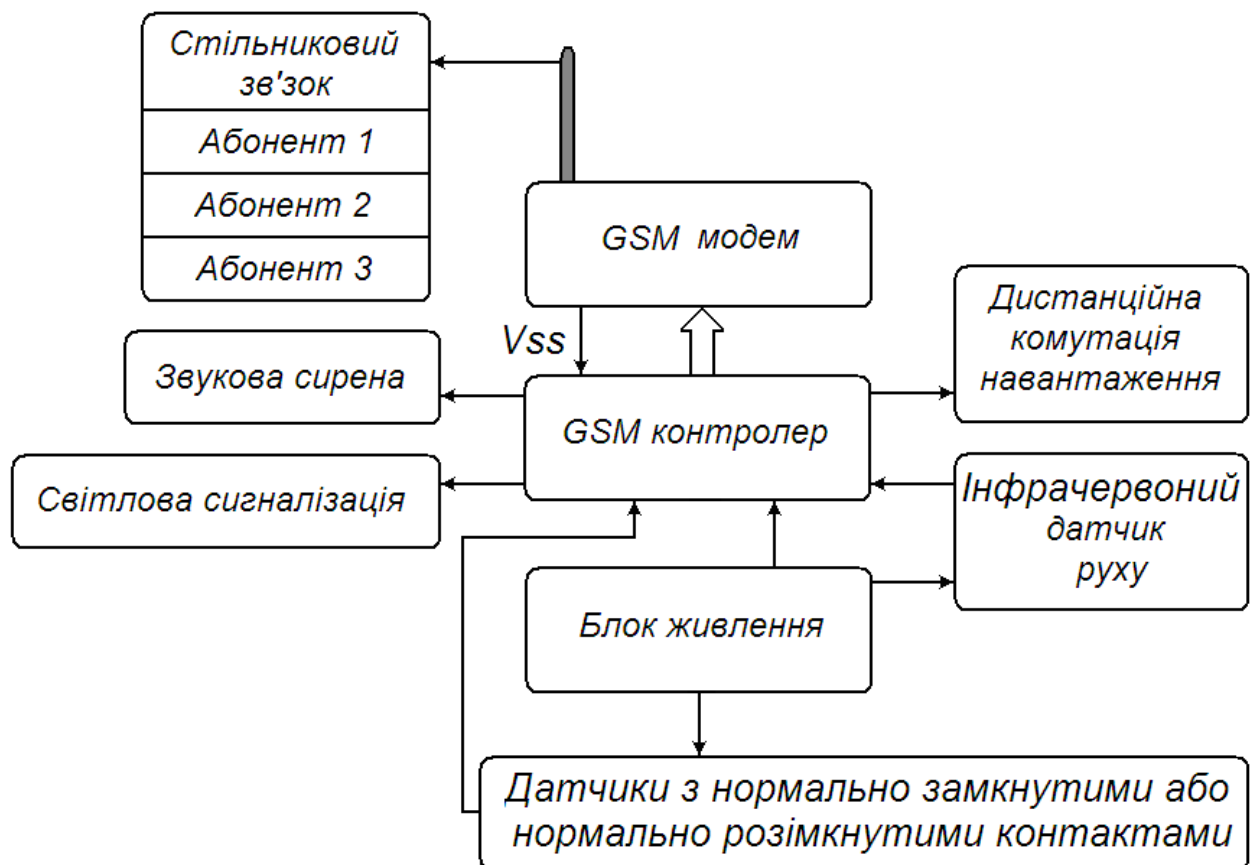 Стільниковий
зв'зок
Абонент 1
Абонент 2
Абонент 3
GSM модем
Vss
Дистанційна
комутація
навантаження
Звукова сирена
GSM контролер
Світлова сигналізація
Інфрачервоний
датчик
руху
Блок живлення
Датчики з нормально замкнутими або
нормально розімкнутими контактами